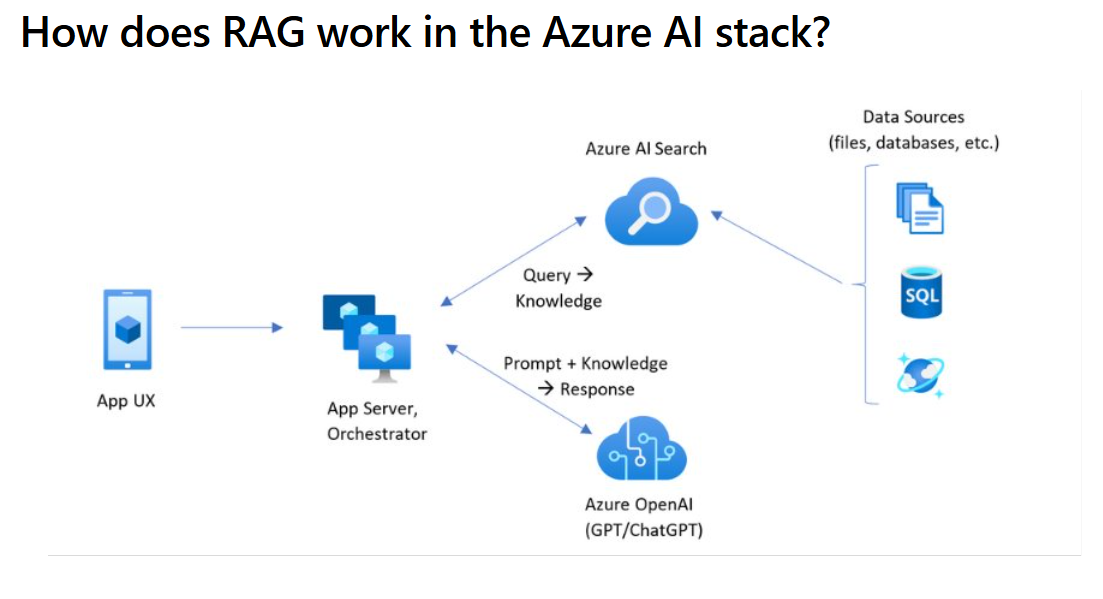 How does RAG work in the Azure AI stack?
Data Sources
(files, databases, etc.)
Azure AI Search
SQL
Query →
Knowledge
Prompt + Knowledge
→ Response
App UX
App Server,
Orchestrator
Azure OpenAI
(GPT/ChatGPT)